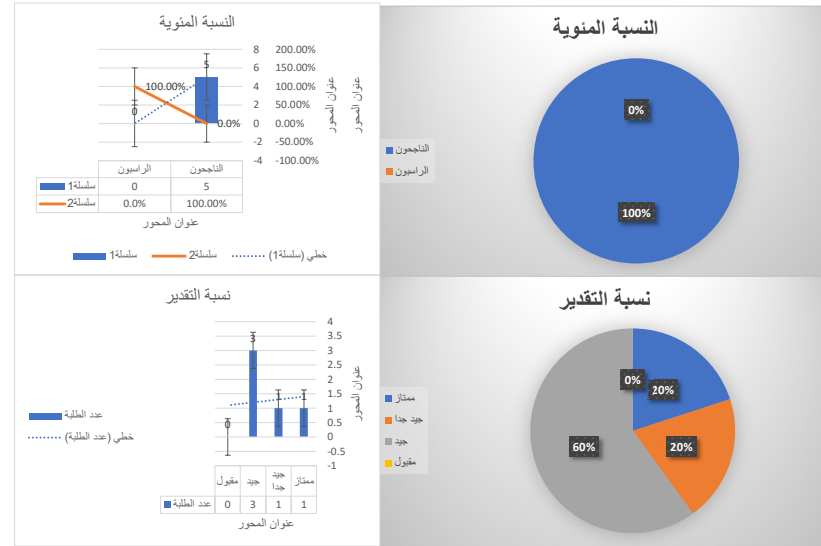 النسبة المئوية
8
6
4
2
0
-2
-4
200.00%
150.00%
100.00%
50.00%
0.00%
-50.00%
-100.00%
عنوان المحور
عنوان المحور
5
0
100.00%
0.0%
الناجحون الراسبون
سلسلة1 5 0
سلسلة2 100.00% 0.0%
عنوان المحور
سلسلة1 سلسلة2 خطي (سلسلة1)
النسبة المئوية
0%
100%
الناجحون
الراسبون
نسبة التقدير
4
3.5
3
2.5
2
1.5
1
0.5
0
-0.5
-1
عنوان المحور
1
1
3
0
ممتاز جيد جدا جيد مقبول
عدد الطلبة 1 1 3 0
عنوان المحور
عدد الطلبة
خطي (عدد الطلبة)
نسبة التقدير
0%
20%
20%
60%
ممتاز
جيد جدا
جيد
مقبول